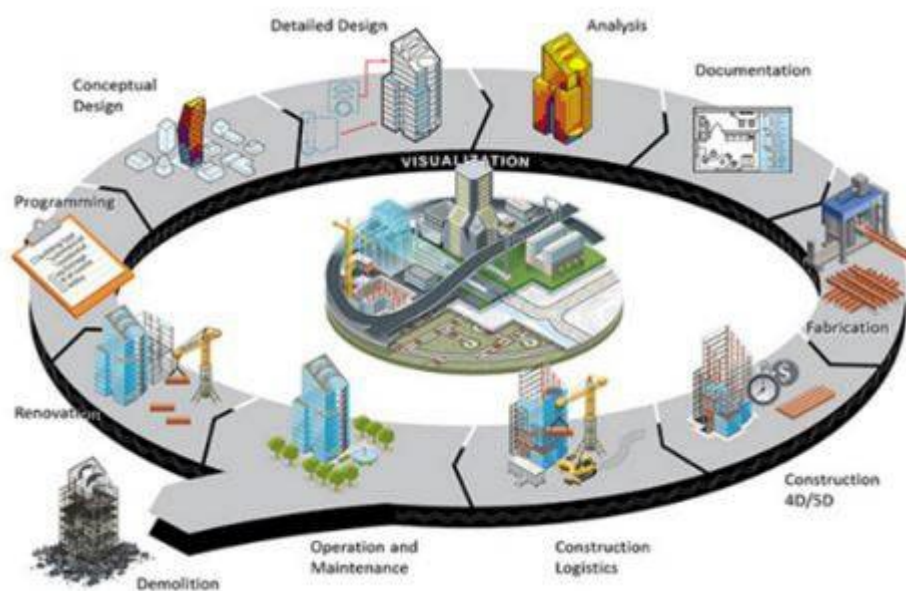 Detailed Design
Analysis
Conceptual
Design
Documentation
VISUALIZATION
Programming
Fabrication
Renovation
Construction
4D/5D
Operation and
Maintenance
Construction
Logistics
Demolition